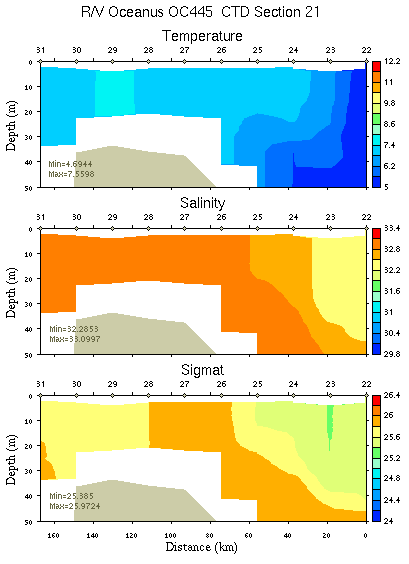 R/V Oceanus OC445 CTD Section 21
Temperature
31 30 29 28 27 26 25 24 23 22
0
10
20
30
40
50
Depth (m)
Min=4.6944
Max=7.5598
12.2
11
9.8
8.6
7.4
6.2
5
Salinity
31 30 29 28 27 26 25 24 23 22
0
10
20
30
40
50
Depth (m)
Min=32.2853
Max=33.0997
33.4
32.8
32.2
31.6
31
30.4
29.8
Sigmat
31 30 29 28 27 26 25 24 23 22
0
10
20
30
40
50
Depth (m)
Min=25.385
Max=25.9724
26.4
26
25.6
25.2
24.8
24.4
24
160 140 120 100 80 60 40 20 0
Distance (km)